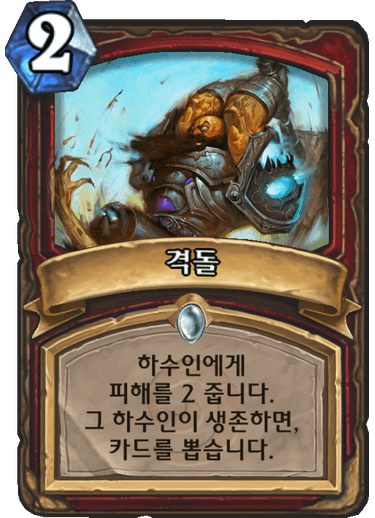 2
격돌
하수인에게
피해를 2 줍니다.
그 하수인이 생존하면,
카드를 뽑습니다.